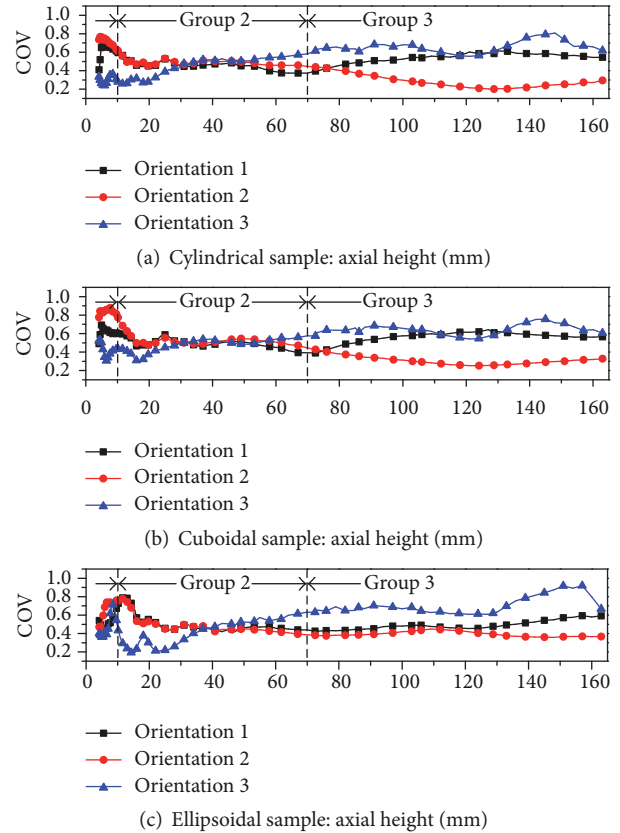 Group 2 Group 3
1.0
0.8
0.6
0.4
0.2
COV
0 20 40 60 80 100 120 140 160
Orientation 1
Orientation 2
Orientation 3
(a) Cylindrical sample: axial height (mm)
Group 2 Group 3
1.0
0.8
0.6
0.4
0.2
COV
0 20 40 60 80 100 120 140 160
Orientation 1
Orientation 2
Orientation 3
(b) Cuboidal sample: axial height (mm)
Group 2 Group 3
1.0
0.8
0.6
0.4
0.2
COV
0 20 40 60 80 100 120 140 160
Orientation 1
Orientation 2
Orientation 3
(c) Ellipsoidal sample: axial height (mm)